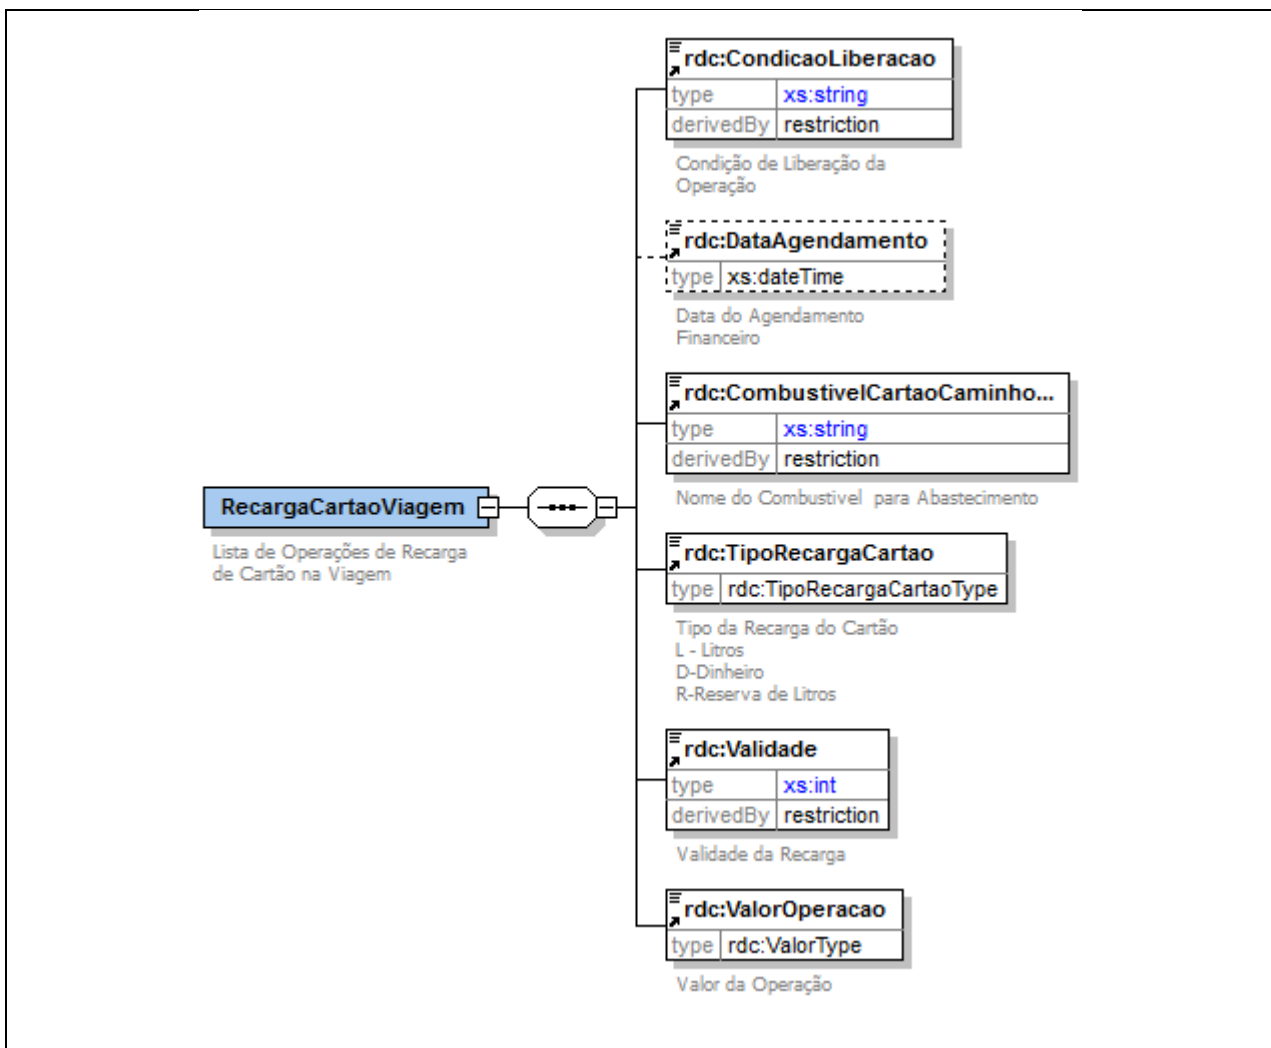 rdc:CondicaoLiberacao
type xs:string
derivedBy restriction
Condição de Liberação da
Operação
rdc:DataAgendamento
type xs:dateTime
Data do Agendamento
Financeiro
rdc:CombustivelCartaoCaminho...
type xs:string
derivedBy restriction
Nome do Combustivel para Abastecimento
RecargaCartaoViagem
Lista de Operações de Recarga
de Cartão na Viagem
rdc:TipoRecargaCartao
type rdc:TipoRecargaCartaoType
Tipo da Recarga do Cartão
L - Litros
D-Dinheiro
R-Reserva de Litros
rdc:Validade
type xs:int
derivedBy restriction
Validade da Recarga
rdc:ValorOperacao
type rdc:ValorType
Valor da Operação